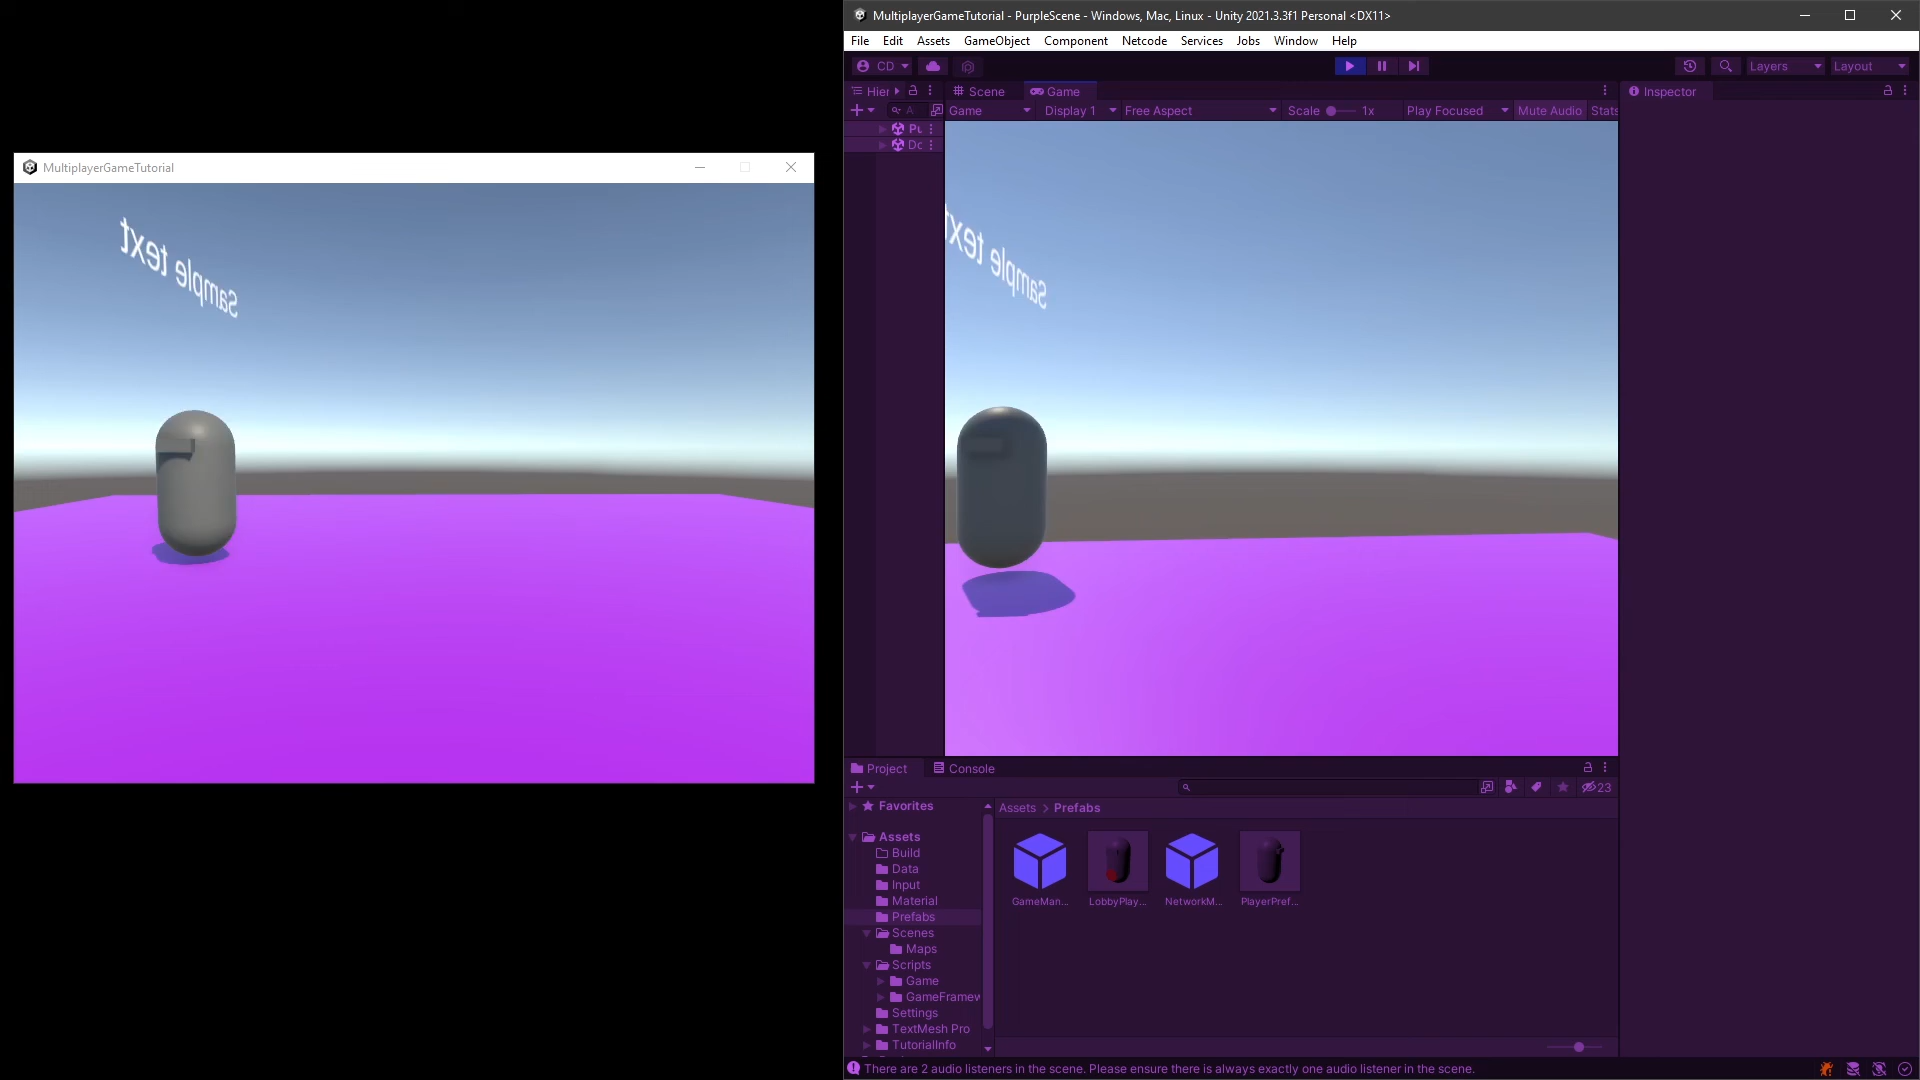 MultiplayerGameTutorial
Sample text
MultiplayerGameTutorial - PurpleScene - Windows, Mac, Linux - Unity 2021.3.3f1 Personal <DX11>
File Edit Assets GameObject Component Netcode Services Jobs Window Help
CD
Layers Layout
Hier
Scene
Game
Inspector
Game Display 1 Free Aspect Scale 1x Play Focused Mute Audio Stats
Sample text
Project
Console
23
Favorites
Assets > Prefabs
Assets
Build
Data
Input
Material
Prefabs
Scenes
Maps
Scripts
Game
GameFramew
Settings
TextMesh Pro
TutorialInfo
GameMan... LobbyPlay... NetworkM... PlayerPref...
There are 2 audio listeners in the scene. Please ensure there is always exactly one audio listener in the scene.